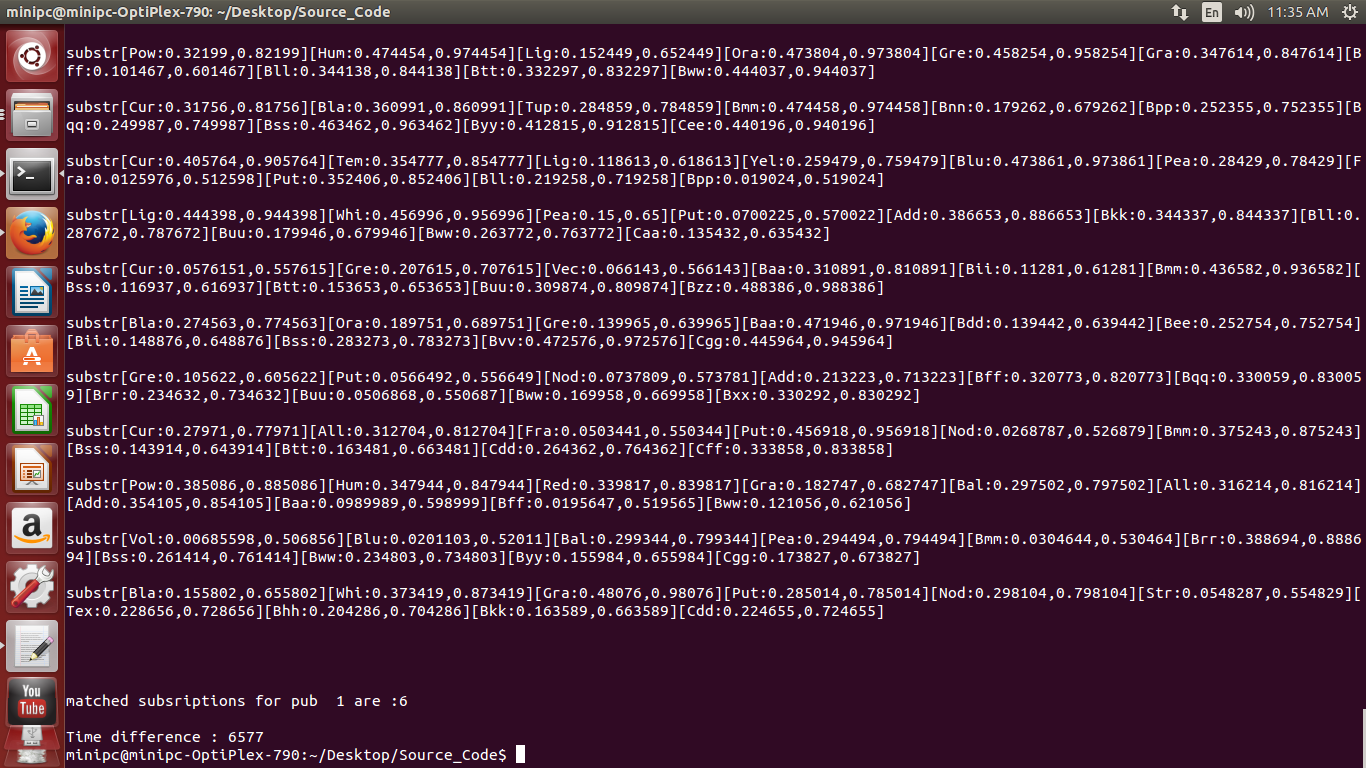 minipc@minipc-OptiPlex-790: ~/Desktop/Source_Code
En
11:35 AM
substr[Pow:0.32199,0.82199][Hum:0.474454,0.974454][Lig:0.152449,0.652449][Ora:0.473804,0.973804][Gre:0.458254,0.958254][Gra:0.347614,0.847614][B
ff:0.101467,0.601467][Bll:0.344138,0.844138][Btt:0.332297,0.832297][Bww:0.444037,0.944037]
substr[Cur:0.31756,0.81756][Bla:0.360991,0.860991][Tup:0.284859,0.784859][Bmm:0.474458,0.974458][Bnn:0.179262,0.679262][Bpp:0.252355,0.752355][B
qq:0.249987,0.749987][Bss:0.463462,0.963462][Byy:0.412815,0.912815][Cee:0.440196,0.940196]
substr[Cur:0.405764,0.905764][Tem:0.354777,0.854777][Lig:0.118613,0.618613][Yel:0.259479,0.759479][Blu:0.473861,0.973861][Pea:0.28429,0.78429][F
ra:0.0125976,0.512598][Put:0.352406,0.852406][Bll:0.219258,0.719258][Bpp:0.019024,0.519024]
substr[Lig:0.444398,0.944398][Whi:0.456996,0.956996][Pea:0.15,0.65][Put:0.0700225,0.570022][Add:0.386653,0.886653][Bkk:0.344337,0.844337][Bll:0.
287672,0.787672][Buu:0.179946,0.679946][Bww:0.263772,0.763772][Caa:0.135432,0.635432]
substr[Cur:0.0576151,0.557615][Gre:0.207615,0.707615][Vec:0.066143,0.566143][Baa:0.310891,0.810891][Bii:0.11281,0.61281][Bmm:0.436582,0.936582][
Bss:0.116937,0.616937][Btt:0.153653,0.653653][Buu:0.309874,0.809874][Bzz:0.488386,0.988386]
substr[Bla:0.274563,0.774563][Ora:0.189751,0.689751][Gre:0.139965,0.639965][Baa:0.471946,0.971946][Bdd:0.139442,0.639442][Bee:0.252754,0.752754]
[Bii:0.148876,0.648876][Bss:0.283273,0.783273][Bvv:0.472576,0.972576][Cgg:0.445964,0.945964]
substr[Gre:0.105622,0.605622][Put:0.0566492,0.556649][Nod:0.0737809,0.573781][Add:0.213223,0.713223][Bff:0.320773,0.820773][Bqq:0.330059,0.83005
9][Brr:0.234632,0.734632][Buu:0.0506868,0.550687][Bww:0.169958,0.669958][Bxx:0.330292,0.830292]
substr[Cur:0.27971,0.77971][All:0.312704,0.812704][Fra:0.0503441,0.550344][Put:0.456918,0.956918][Nod:0.0268787,0.526879][Bmm:0.375243,0.875243]
[Bss:0.143914,0.643914][Btt:0.163481,0.663481][Cdd:0.264362,0.764362][Cff:0.333858,0.833858]
substr[Pow:0.385086,0.885086][Hum:0.347944,0.847944][Red:0.339817,0.839817][Gra:0.182747,0.682747][Bal:0.297502,0.797502][All:0.316214,0.816214]
[Add:0.354105,0.854105][Baa:0.0989989,0.598999][Bff:0.0195647,0.519565][Bww:0.121056,0.621056]
substr[Vol:0.00685598,0.506856][Blu:0.0201103,0.52011][Bal:0.299344,0.799344][Pea:0.294494,0.794494][Bmm:0.0304644,0.530464][Brr:0.388694,0.8886
94][Bss:0.261414,0.761414][Bww:0.234803,0.734803][Byy:0.155984,0.655984][Cgg:0.173827,0.673827]
substr[Bla:0.155802,0.655802][Whi:0.373419,0.873419][Gra:0.48076,0.98076][Put:0.285014,0.785014][Nod:0.298104,0.798104][Str:0.0548287,0.554829][
Tex:0.228656,0.728656][Bhh:0.204286,0.704286][Bkk:0.163589,0.663589][Cdd:0.224655,0.724655]
matched subsriptions for pub  1 are :6
Time difference : 6577
minipc@minipc-OptiPlex-790:~/Desktop/Source_Code$
>_
A
a
You
Tube